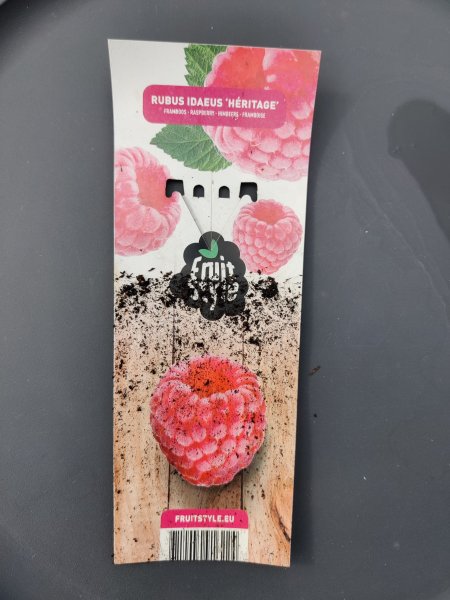 RUBUS IDAEUS 'HÉRITAGE'
FRAMBOOS - RASPBERRY - HIMBEERE - FRAMBOISE
Fruit
Style
FRUITSTYLE.EU